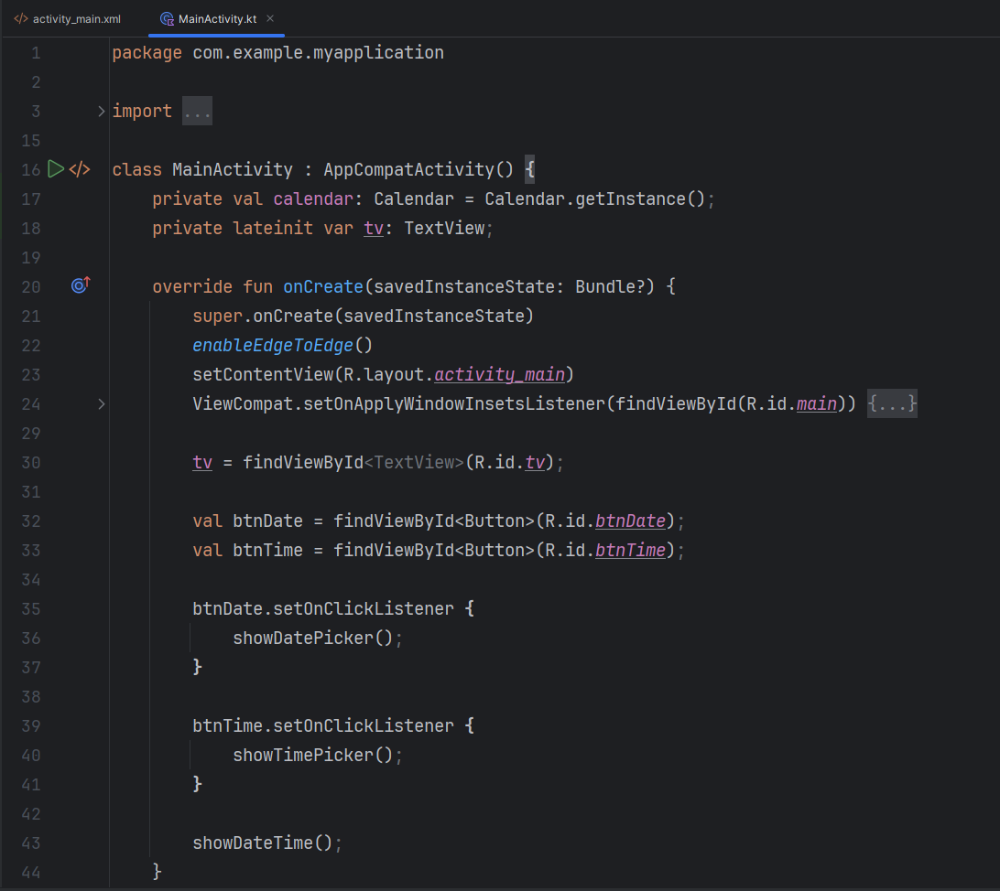 activity_main.xml MainActivity.kt
1 package com.example.myapplication
2
3 import ...
15
16 class MainActivity : AppCompatActivity() {
17     private val calendar: Calendar = Calendar.getInstance();
18     private lateinit var tv: TextView;
19
20     override fun onCreate(savedInstanceState: Bundle?) {
21         super.onCreate(savedInstanceState)
22         enableEdgeToEdge()
23         setContentView(R.layout.activity_main)
24         ViewCompat.setOnApplyWindowInsetsListener(findViewById(R.id.main)) {...}
29
30         tv = findViewById<TextView>(R.id.tv);
31
32         val btnDate = findViewById<Button>(R.id.btnDate);
33         val btnTime = findViewById<Button>(R.id.btnTime);
34
35         btnDate.setOnClickListener {
36             showDatePicker();
37         }
38
39         btnTime.setOnClickListener {
40             showTimePicker();
41         }
42
43         showDateTime();
44     }